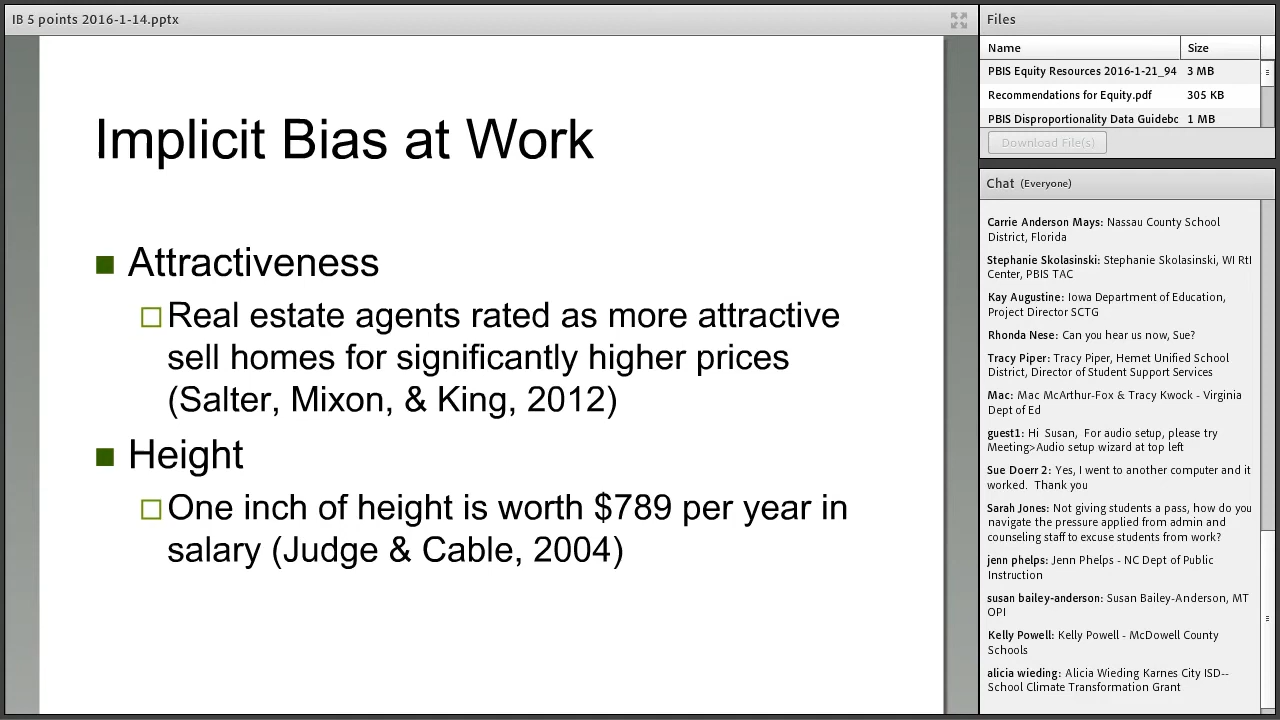 IB 5 points 2016-1-14.pptx
Implicit Bias at Work
Attractiveness
Real estate agents rated as more attractive
sell homes for significantly higher prices
(Salter, Mixon, & King, 2012)
Height
One inch of height is worth $789 per year in
salary (Judge & Cable, 2004)
Files
Name Size
PBIS Equity Resources 2016-1-21_94 3 MB
Recommendations for Equity.pdf 305 KB
PBIS Disproportionality Data Guidebc 1 MB
Download File(s)
Chat (Everyone)
Carrie Anderson Mays: Nassau County School
District, Florida
Stephanie Skolasinski: Stephanie Skolasinski, WI RtI
Center, PBIS TAC
Kay Augustine: Iowa Department of Education,
Project Director SCTG
Rhonda Nese: Can you hear us now, Sue?
Tracy Piper: Tracy Piper, Hemet Unified School
District, Director of Student Support Services
Mac: Mac McArthur-Fox & Tracy Kwock - Virginia
Dept of Ed
guest1: Hi Susan, For audio setup, please try
Meeting>Audio setup wizard at top left
Sue Doerr 2: Yes, I went to another computer and it
worked. Thank you
Sarah Jones: Not giving students a pass, how do you
navigate the pressure applied from admin and
counseling staff to excuse students from work?
jenn phelps: Jenn Phelps - NC Dept of Public
Instruction
susan bailey-anderson: Susan Bailey-Anderson, MT
OPI
Kelly Powell: Kelly Powell - McDowell County
Schools
alicia wieding: Alicia Wieding Karnes City ISD--
School Climate Transformation Grant